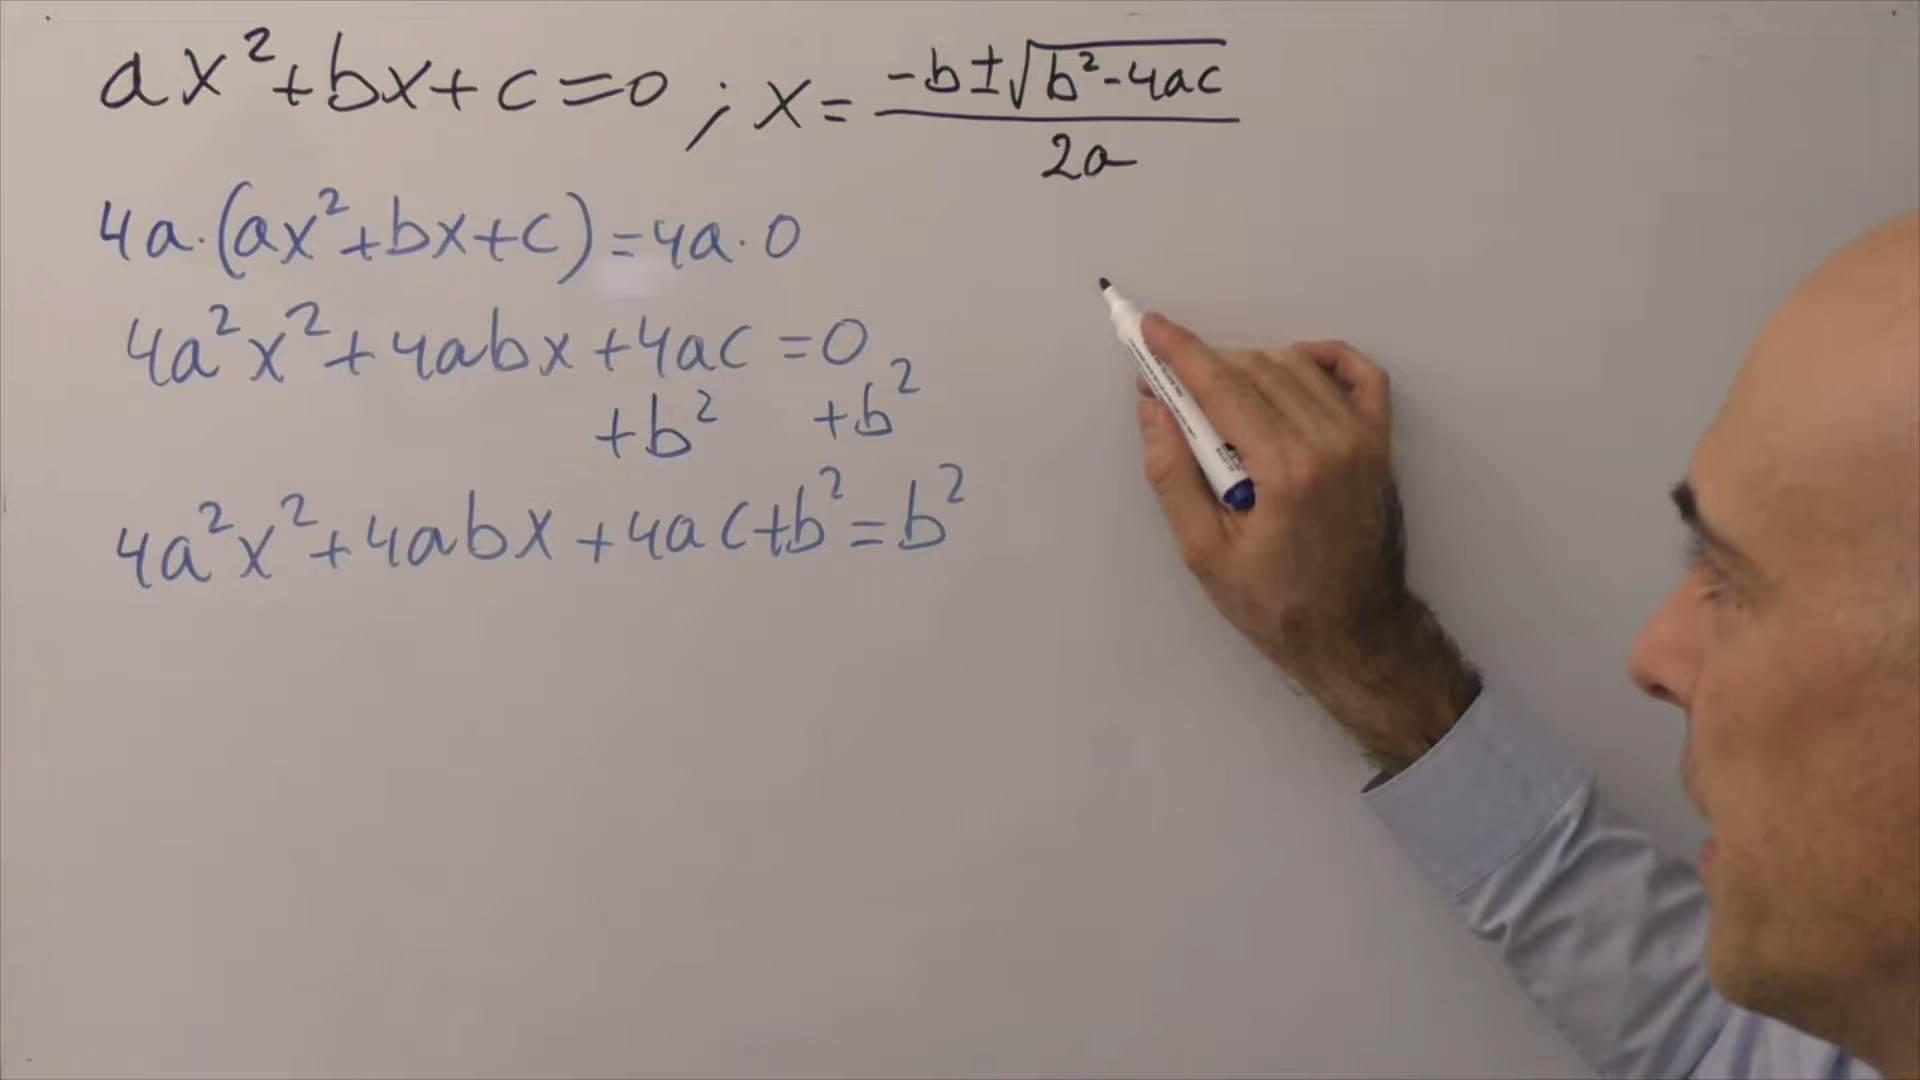 ax²+bx+c=0 ; x = (-b±√(b²-4ac))/(2a)
4a·(ax²+bx+c)=4a·0
4a²x²+4abx+4ac=0
+b² +b²
4a²x²+4abx+4ac+b²=b²